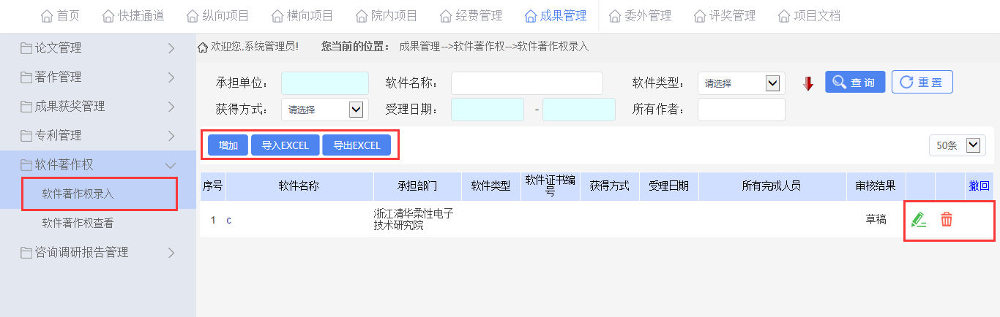 首页 快捷通道 纵向项目 横向项目 院内项目 经费管理 成果管理 委外管理 评奖管理 项目文档
论文管理
著作管理
成果获奖管理
专利管理
软件著作权
软件著作权录入
软件著作权查看
咨询调研报告管理
欢迎您,系统管理员! 您当前的位置： 成果管理-->软件著作权-->软件著作权录入
承担单位： 软件名称： 软件类型： 请选择 查询 重置
获得方式： 请选择 受理日期： - 所有作者：
增加 导入EXCEL 导出EXCEL 50条
序号 软件名称 承担部门 软件类型 软件证书编 获得方式 受理日期 所有完成人员 审核结果 撤回
号
1 c 浙江清华柔性电子 草稿
技术研究院